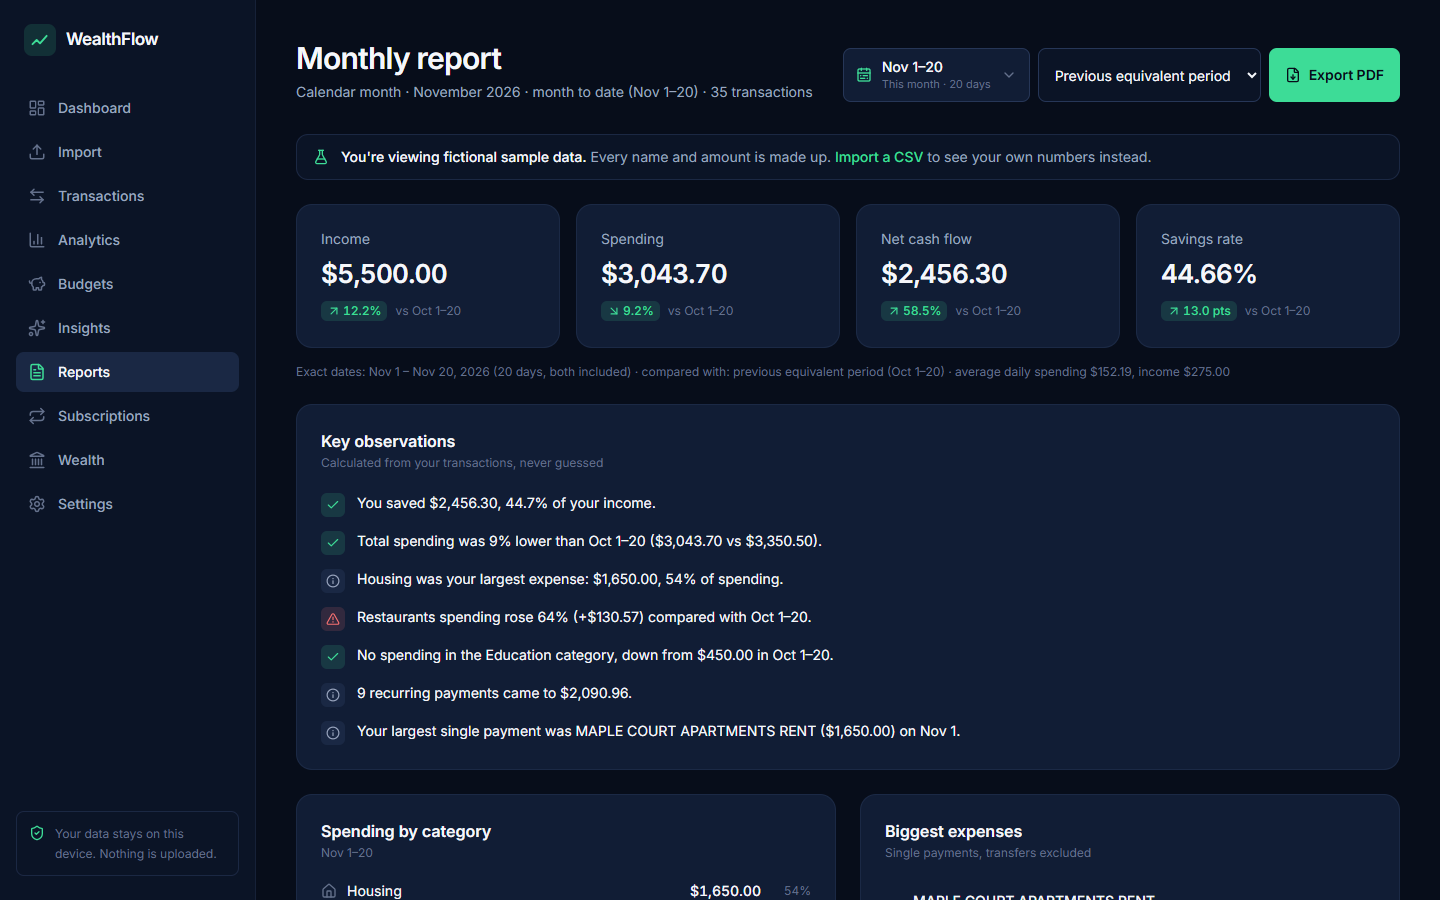 WealthFlow
Dashboard
Import
Transactions
Analytics
Budgets
Insights
Reports
Subscriptions
Wealth
Settings
Your data stays on this
device. Nothing is uploaded.
Monthly report
Calendar month · November 2026 · month to date (Nov 1–20) · 35 transactions
Nov 1–20
This month · 20 days
Previous equivalent period
Export PDF
You're viewing fictional sample data. Every name and amount is made up. Import a CSV to see your own numbers instead.
Income
$5,500.00
12.2% vs Oct 1–20
Spending
$3,043.70
9.2% vs Oct 1–20
Net cash flow
$2,456.30
58.5% vs Oct 1–20
Savings rate
44.66%
13.0 pts vs Oct 1–20
Exact dates: Nov 1 – Nov 20, 2026 (20 days, both included) · compared with: previous equivalent period (Oct 1–20) · average daily spending $152.19, income $275.00
Key observations
Calculated from your transactions, never guessed
You saved $2,456.30, 44.7% of your income.
Total spending was 9% lower than Oct 1–20 ($3,043.70 vs $3,350.50).
Housing was your largest expense: $1,650.00, 54% of spending.
Restaurants spending rose 64% (+$130.57) compared with Oct 1–20.
No spending in the Education category, down from $450.00 in Oct 1–20.
9 recurring payments came to $2,090.96.
Your largest single payment was MAPLE COURT APARTMENTS RENT ($1,650.00) on Nov 1.
Spending by category
Nov 1–20
Housing $1,650.00 54%
Biggest expenses
Single payments, transfers excluded
MAPLE COURT APARTMENTS RENT